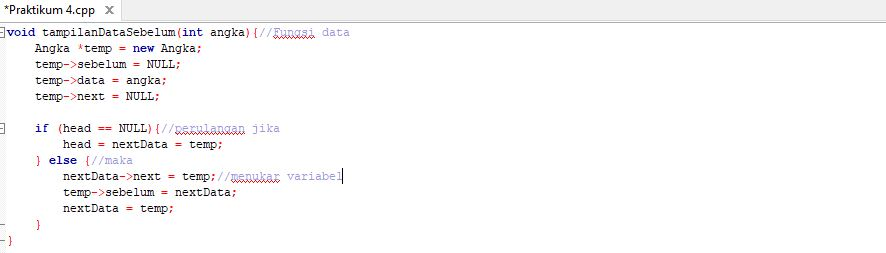 *Praktikum 4.cpp X
void tampilanDataSebelum(int angka){//Fungsi data
    Angka *temp = new Angka;
    temp->sebelum = NULL;
    temp->data = angka;
    temp->next = NULL;

    if (head == NULL){//perulangan jika
        head = nextData = temp;
    } else {//maka
        nextData->next = temp;//menukar variabel
        temp->sebelum = nextData;
        nextData = temp;
    }
}